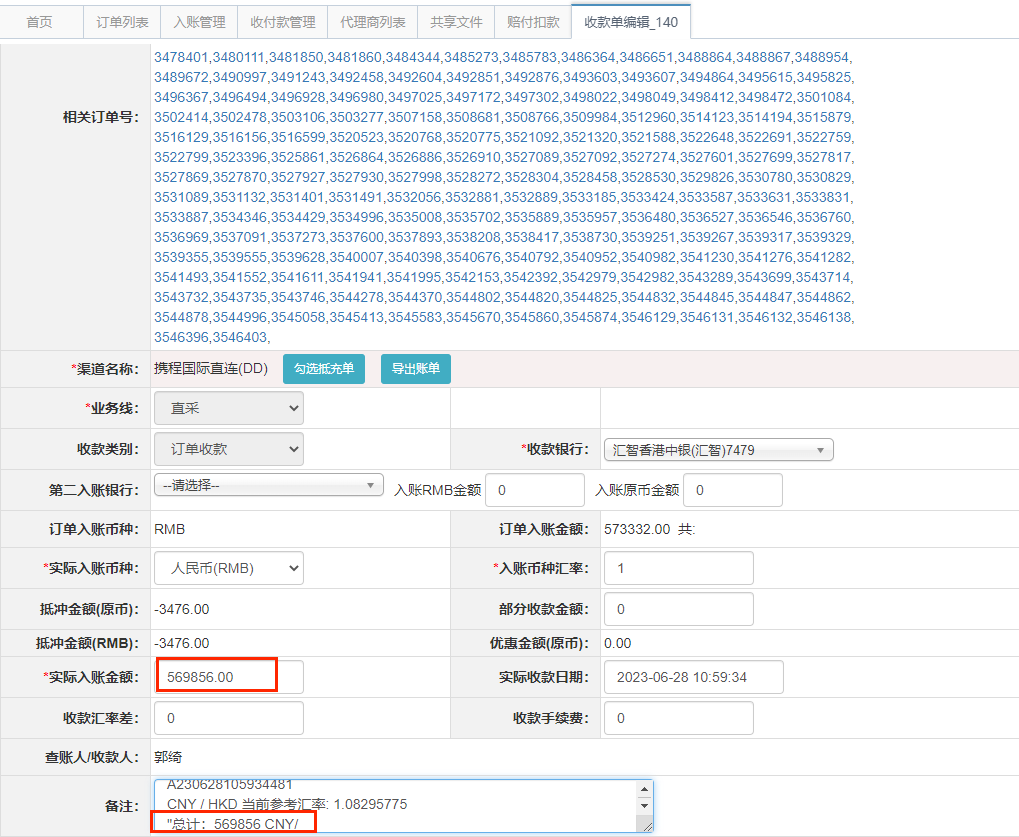 首页 订单列表 入账管理 收付款管理 代理商列表 共享文件 赔付扣款 收款单编辑_140
3478401,3480111,3481850,3481860,3484344,3485273,3485783,3486364,3486651,3488864,3488867,3488954,
3489672,3490997,3491243,3492458,3492604,3492851,3492876,3493603,3493607,3494864,3495615,3495825,
3496367,3496494,3496928,3496980,3497025,3497172,3497302,3498022,3498049,3498412,3498472,3501084,
相关订单号： 3502414,3502478,3503106,3503277,3507158,3508681,3508766,3509984,3512960,3514123,3514194,3515879,
3516129,3516156,3516599,3520523,3520768,3520775,3521092,3521320,3521588,3522648,3522691,3522759,
3522799,3523396,3525861,3526864,3526886,3526910,3527089,3527092,3527274,3527601,3527699,3527817,
3527869,3527870,3527927,3527930,3527998,3528272,3528304,3528458,3528530,3529826,3530780,3530829,
3531089,3531132,3531401,3531491,3532056,3532881,3532889,3533185,3533424,3533587,3533631,3533831,
3533887,3534346,3534429,3534996,3535008,3535702,3535889,3535957,3536480,3536527,3536546,3536760,
3536969,3537091,3537273,3537600,3537893,3538208,3538417,3538730,3539251,3539267,3539317,3539329,
3539355,3539555,3539628,3540007,3540398,3540676,3540792,3540952,3540982,3541230,3541276,3541282,
3541493,3541552,3541611,3541941,3541995,3542153,3542392,3542979,3542982,3543289,3543699,3543714,
3543732,3543735,3543746,3544278,3544370,3544802,3544820,3544825,3544832,3544845,3544847,3544862,
3544878,3544996,3545058,3545413,3545583,3545670,3545860,3545874,3546129,3546131,3546132,3546138,
3546396,3546403,
*渠道名称： 携程国际直连(DD) 勾选抵充单 导出账单
*业务线： 直采
收款类别： 订单收款 *收款银行： 汇智香港中银(汇智)7479
第二入账银行： --请选择-- 入账RMB金额 0 入账原币金额 0
订单入账币种： RMB 订单入账金额： 573332.00 共:
*实际入账币种： 人民币(RMB) *入账币种汇率： 1
抵冲金额(原币)： -3476.00 部分收款金额： 0
抵冲金额(RMB)： -3476.00 优惠金额(原币)： 0.00
*实际入账金额： 569856.00 实际收款日期： 2023-06-28 10:59:34
收款汇率差： 0 收款手续费： 0
查账人/收款人： 郭绮
A230628105934481
备注： CNY / HKD 当前参考汇率: 1.08295775
"总计：569856 CNY/